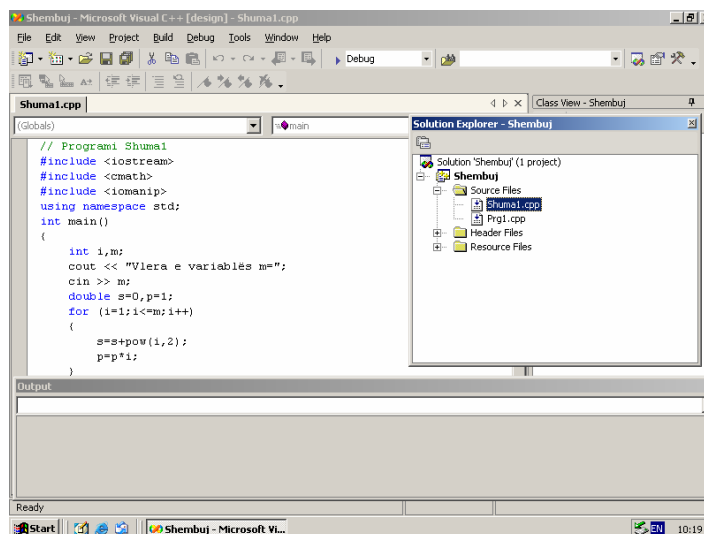 Shembuj - Microsoft Visual C++ [design] - Shuma1.cpp
File Edit View Project Build Debug Tools Window Help
Debug
Shuma1.cpp
Class View - Shembuj
(Globals)
main
Solution Explorer - Shembuj
Solution 'Shembuj' (1 project)
Shembuj
Source Files
Shuma1.cpp
Prg1.cpp
Header Files
Resource Files
// Programi Shuma1
#include <iostream>
#include <cmath>
#include <iomanip>
using namespace std;
int main()
{
int i,m;
cout << "Vlera e variablës m=";
cin >> m;
double s=0,p=1;
for (i=1;i<=m;i++)
{
s=s+pow(i,2);
p=p*i;
}
Output
Ready
Start
Shembuj - Microsoft Vi...
EN
10:19